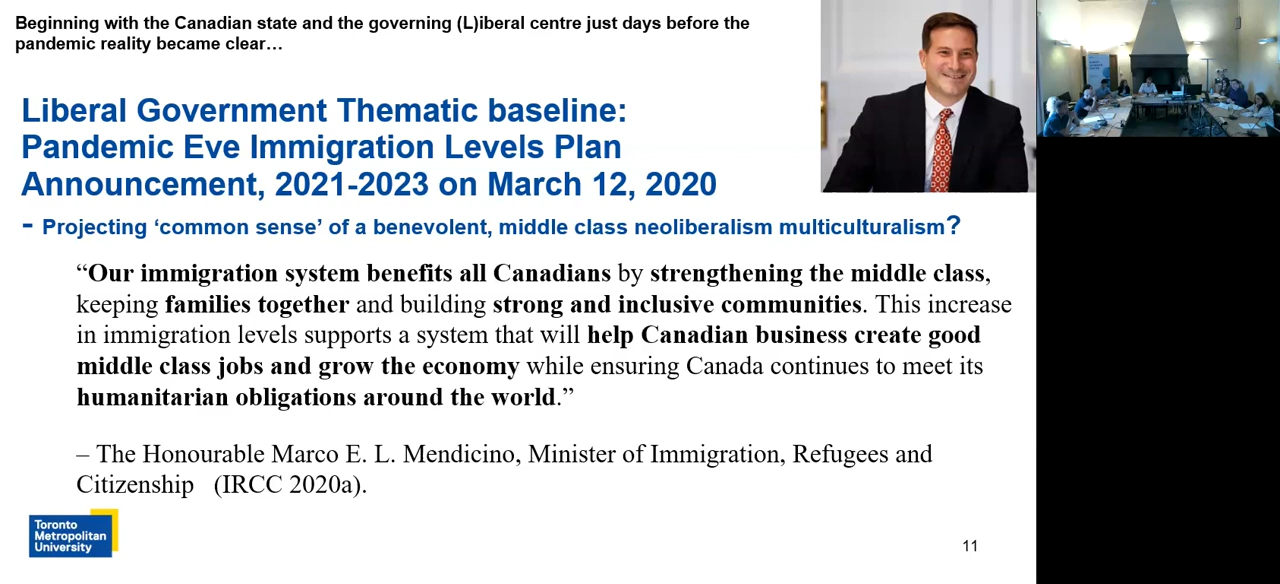 Beginning with the Canadian state and the governing (L)iberal centre just days before the
pandemic reality became clear…
Liberal Government Thematic baseline:
Pandemic Eve Immigration Levels Plan
Announcement, 2021-2023 on March 12, 2020
- Projecting ‘common sense’ of a benevolent, middle class neoliberalism multiculturalism?
“Our immigration system benefits all Canadians by strengthening the middle class,
keeping families together and building strong and inclusive communities. This increase
in immigration levels supports a system that will help Canadian business create good
middle class jobs and grow the economy while ensuring Canada continues to meet its
humanitarian obligations around the world.”
– The Honourable Marco E. L. Mendicino, Minister of Immigration, Refugees and
Citizenship   (IRCC 2020a).
Toronto
Metropolitan
University
11